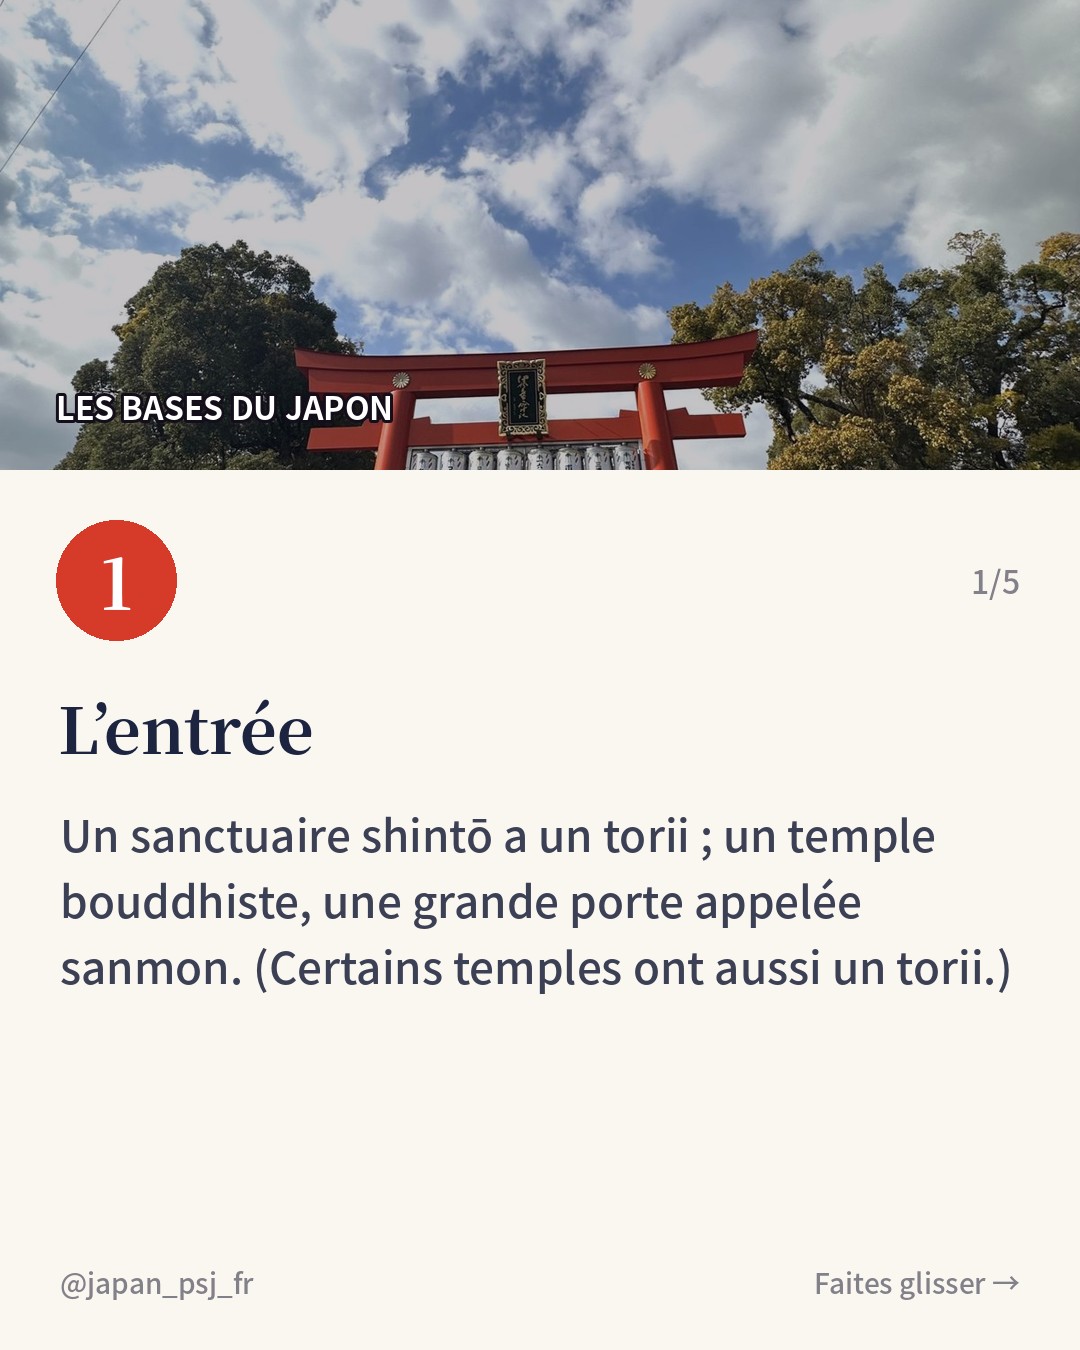 LES BASES DU JAPON
1
1/5
L’entrée
Un sanctuaire shintō a un torii ; un temple
bouddhiste, une grande porte appelée
sanmon. (Certains temples ont aussi un torii.)
@japan_psj_fr
Faites glisser →